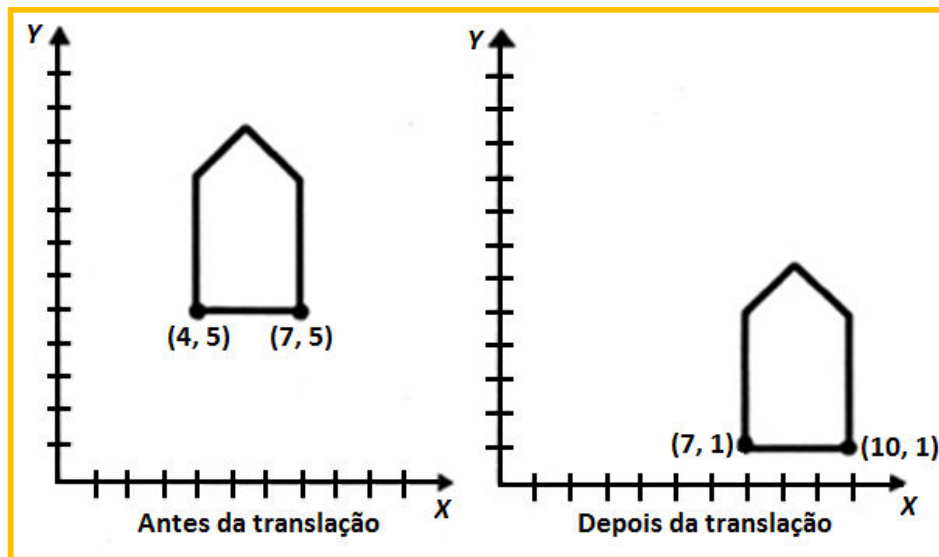 Y
(4, 5) (7, 5)
X
Antes da translação
Y
(7, 1) (10, 1)
X
Depois da translação